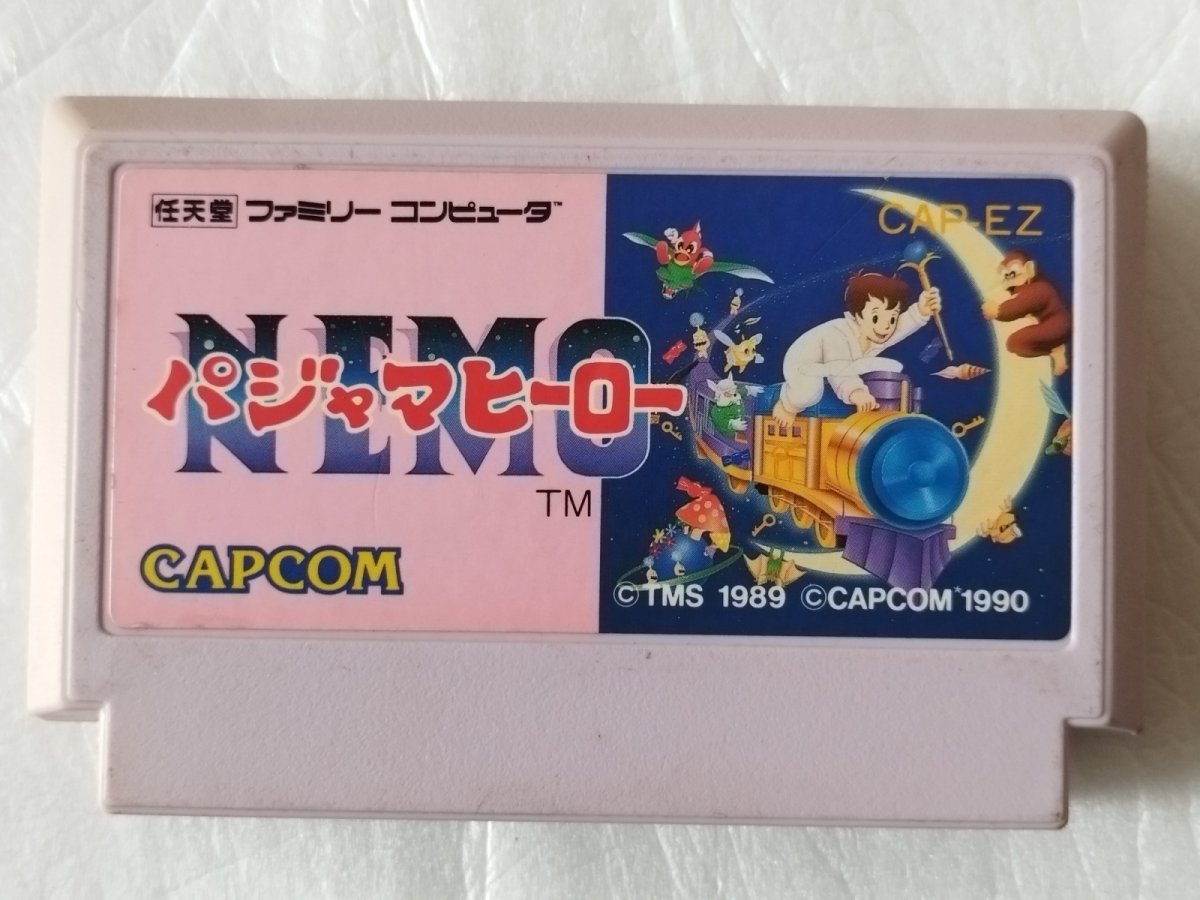 任天堂 ファミリーコンピュータ™
CAP-EZ
NEMO
パジャマヒーロー
TM
CAPCOM
©TMS 1989 ©CAPCOM 1990